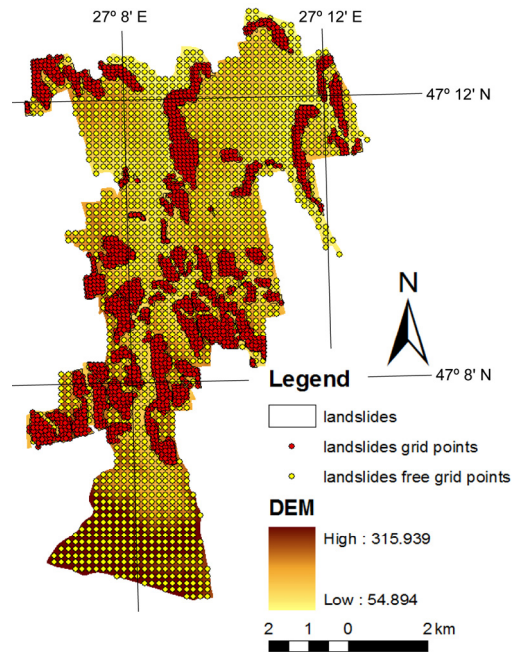 27° 8' E
27° 12' E
47° 12' N
N
47° 8' N
Legend
landslides
landslides grid points
landslides free grid points
DEM
High : 315.939
Low : 54.894
2 1 0 2 km